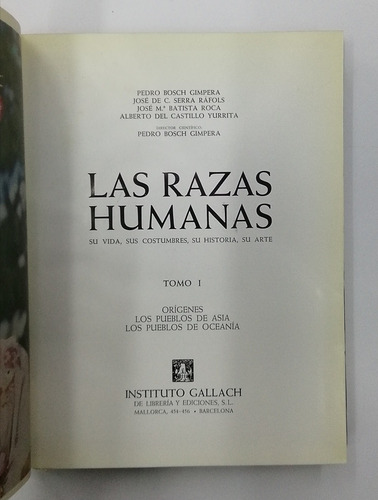 PEDRO BOSCH GIMPERA
JOSÉ DE C. SERRA RÁFOLS
JOSÉ M.ª BATISTA ROCA
ALBERTO DEL CASTILLO YURRITA
DIRECTOR CIENTÍFICO:
PEDRO BOSCH GIMPERA
LAS RAZAS
HUMANAS
SU VIDA, SUS COSTUMBRES, SU HISTORIA, SU ARTE
TOMO I
ORÍGENES
LOS PUEBLOS DE ASIA
LOS PUEBLOS DE OCEANÍA
INSTITUTO GALLACH
DE LIBRERÍA Y EDICIONES, S.L.
MALLORCA, 454-456 • BARCELONA